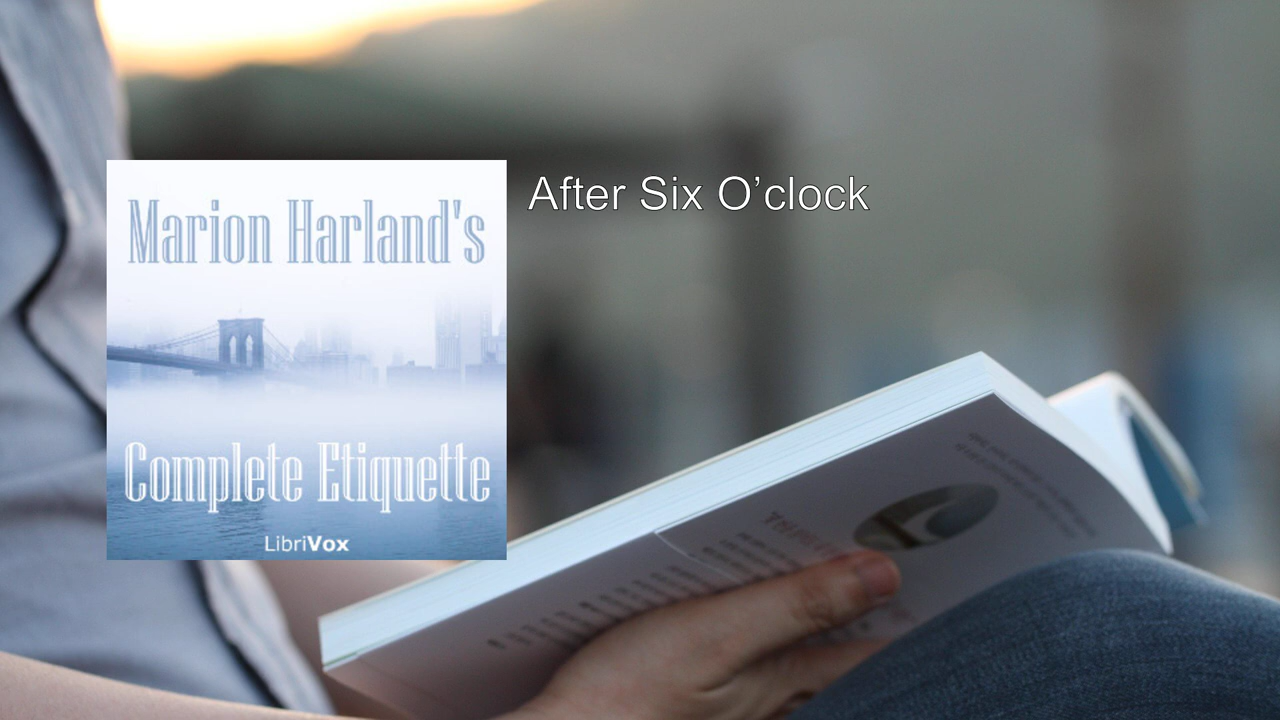 Marion Harland's
Complete Etiquette
LibriVox
After Six O’clock